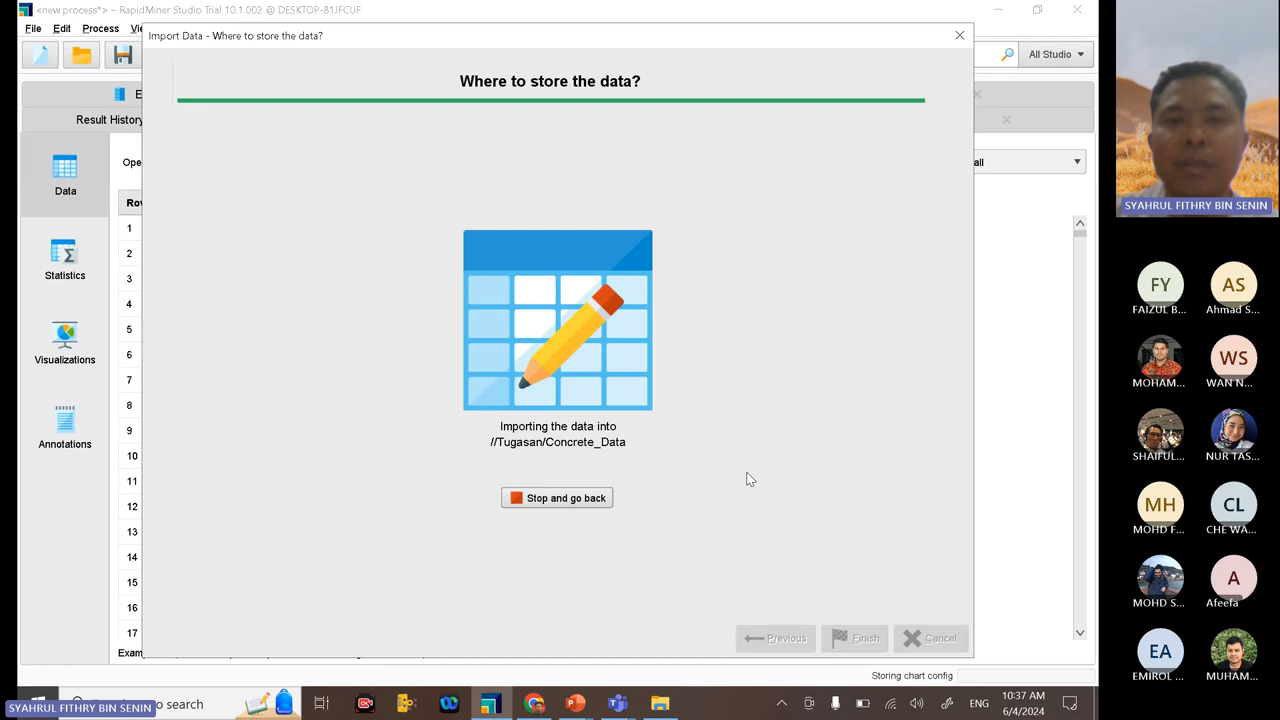 <new process*> – RapidMiner Studio Trial 10.1.002 @ DESKTOP-81JFCUF
File Edit Process Vi
Import Data - Where to store the data?
All Studio
Where to store the data?
E
Result History
Ope
all
Data
Statistics
Visualizations
Annotations
Ro
1
2
3
4
5
6
7
8
9
10
11
12
13
14
15
16
17
Importing the data into
//Tugasan/Concrete_Data
Stop and go back
Previous
Finish
Cancel
Exam
Storing chart config
SYAHRUL FITHRY BIN SENIN
FY
FAIZUL B...
AS
Ahmad S...
MOHAM...
WS
WAN N...
SHAIFUL...
NUR TAS...
MH
MOHD F...
CL
CHE WA...
MOHD S...
A
Afeefa
EA
EMIROL ...
MUHAM...
SYAHRUL FITHRY BIN SENIN
search
ENG
10:37 AM
6/4/2024